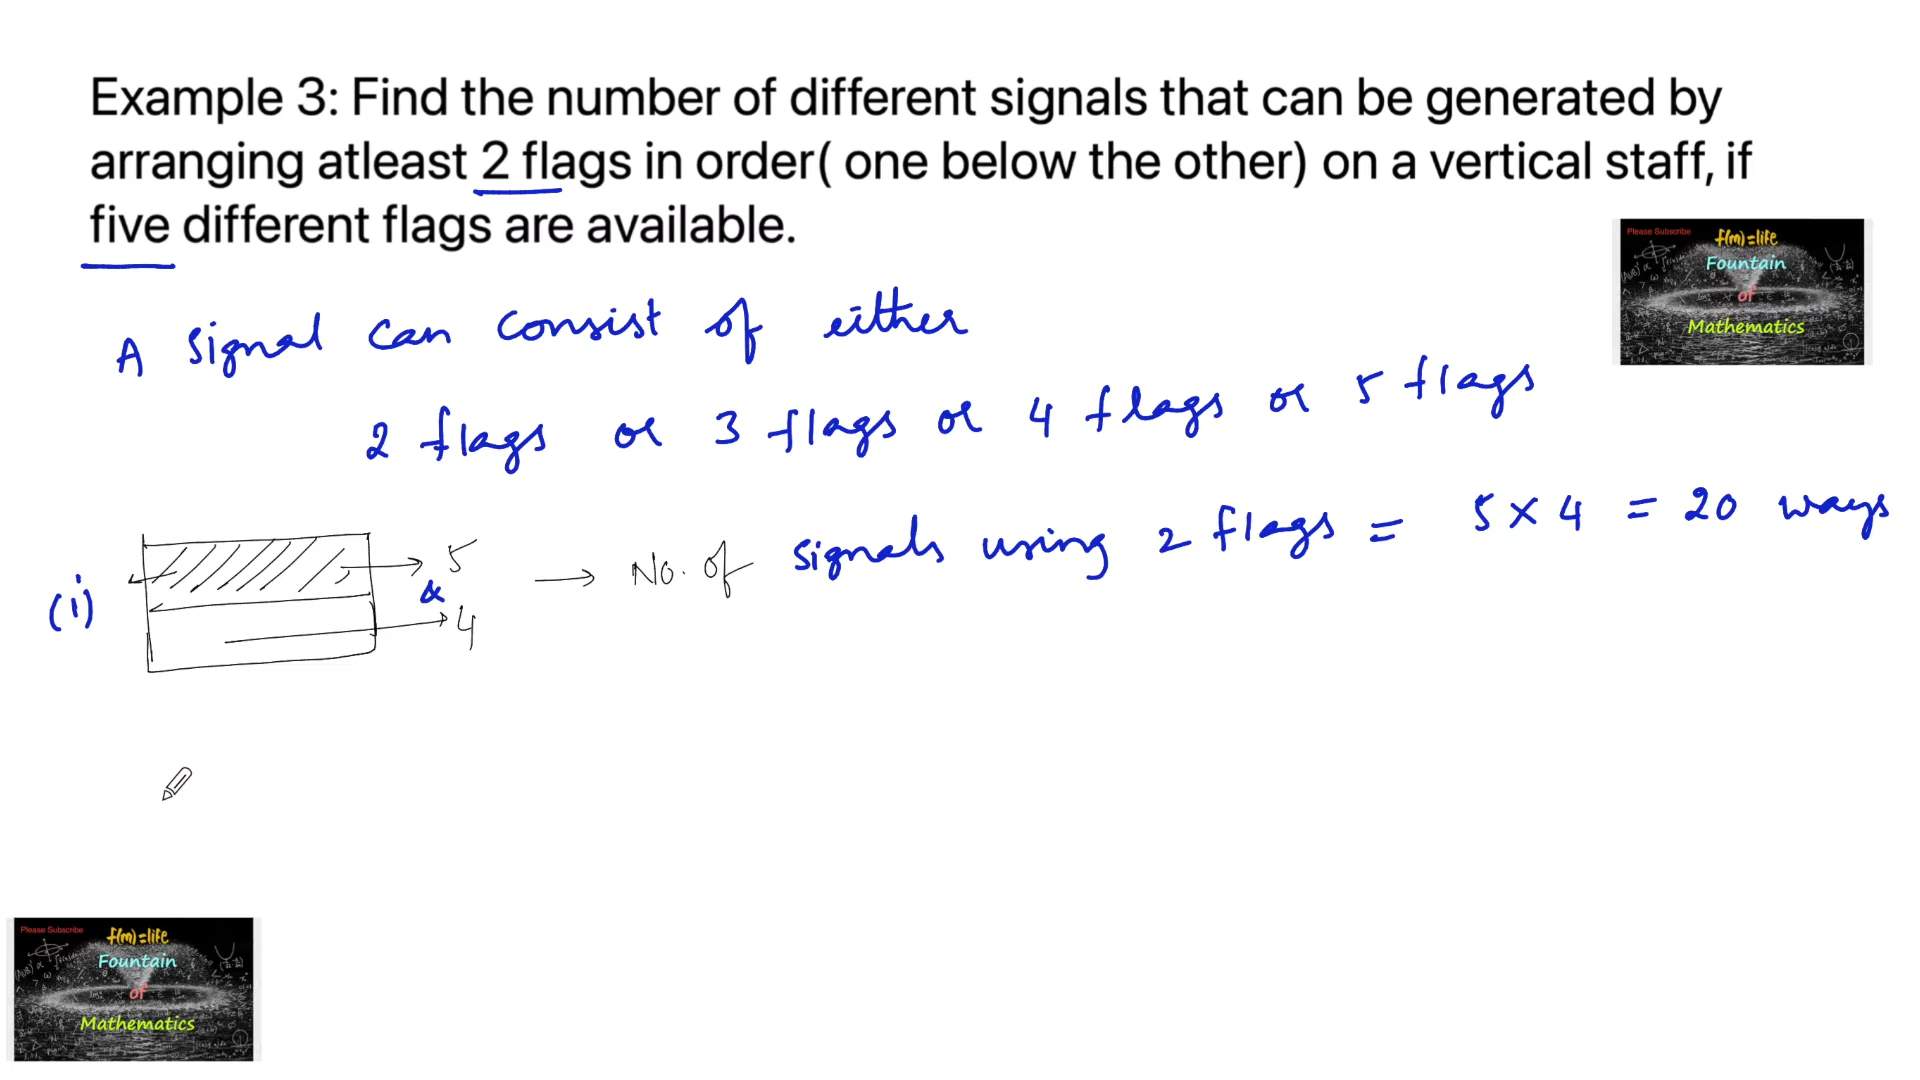 Example 3: Find the number of different signals that can be generated by
arranging atleast 2 flags in order( one below the other) on a vertical staff, if
five different flags are available.
Please Subscribe
f(m)=life
Fountain
of
Mathematics
A signal can consist of either
2 flags or 3 flags or 4 flags or 5 flags
(i) 5 & 4 → No. of signals using 2 flags = 5 × 4 = 20 ways
Please Subscribe
f(m)=life
Fountain
of
Mathematics